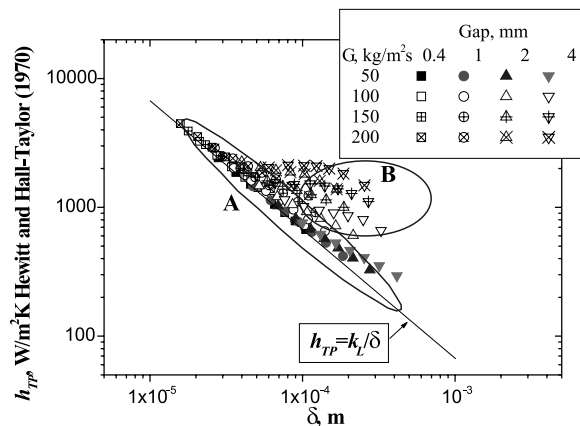 Gap, mm
G, kg/m²s 0.4 1 2 4
50
100
150
200
10000
1000
100
h_TP, W/m²K Hewitt and Hall-Taylor (1970)
A
B
h_TP=k_L/δ
1x10⁻⁵ 1x10⁻⁴ 1x10⁻³
δ, m